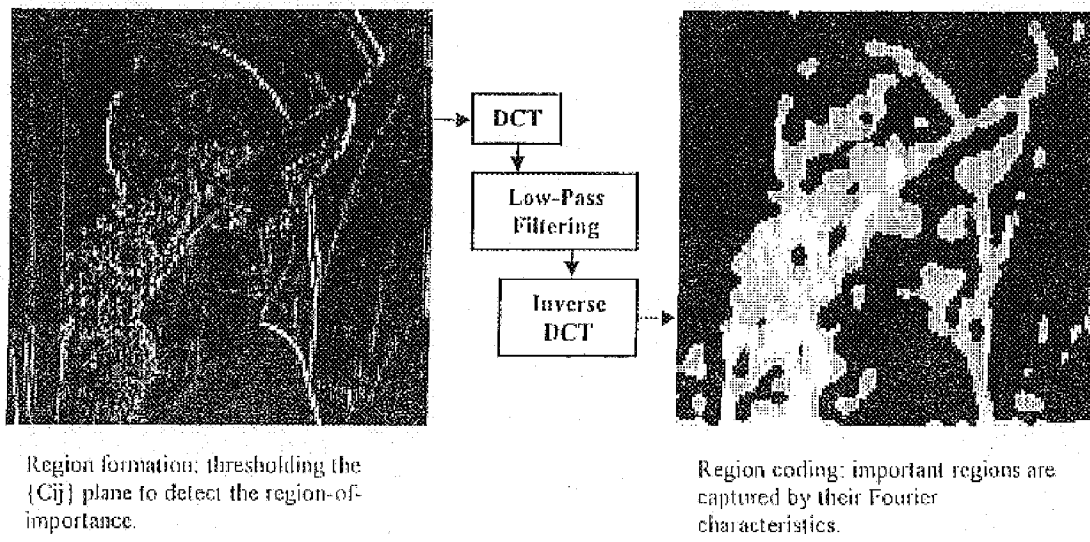 DCT
Low-Pass
Filtering
Inverse
DCT
Region formation: thresholding the
{Cij} plane to detect the region-of-
importance.
Region coding: important regions are
captured by their Fourier
characteristics.